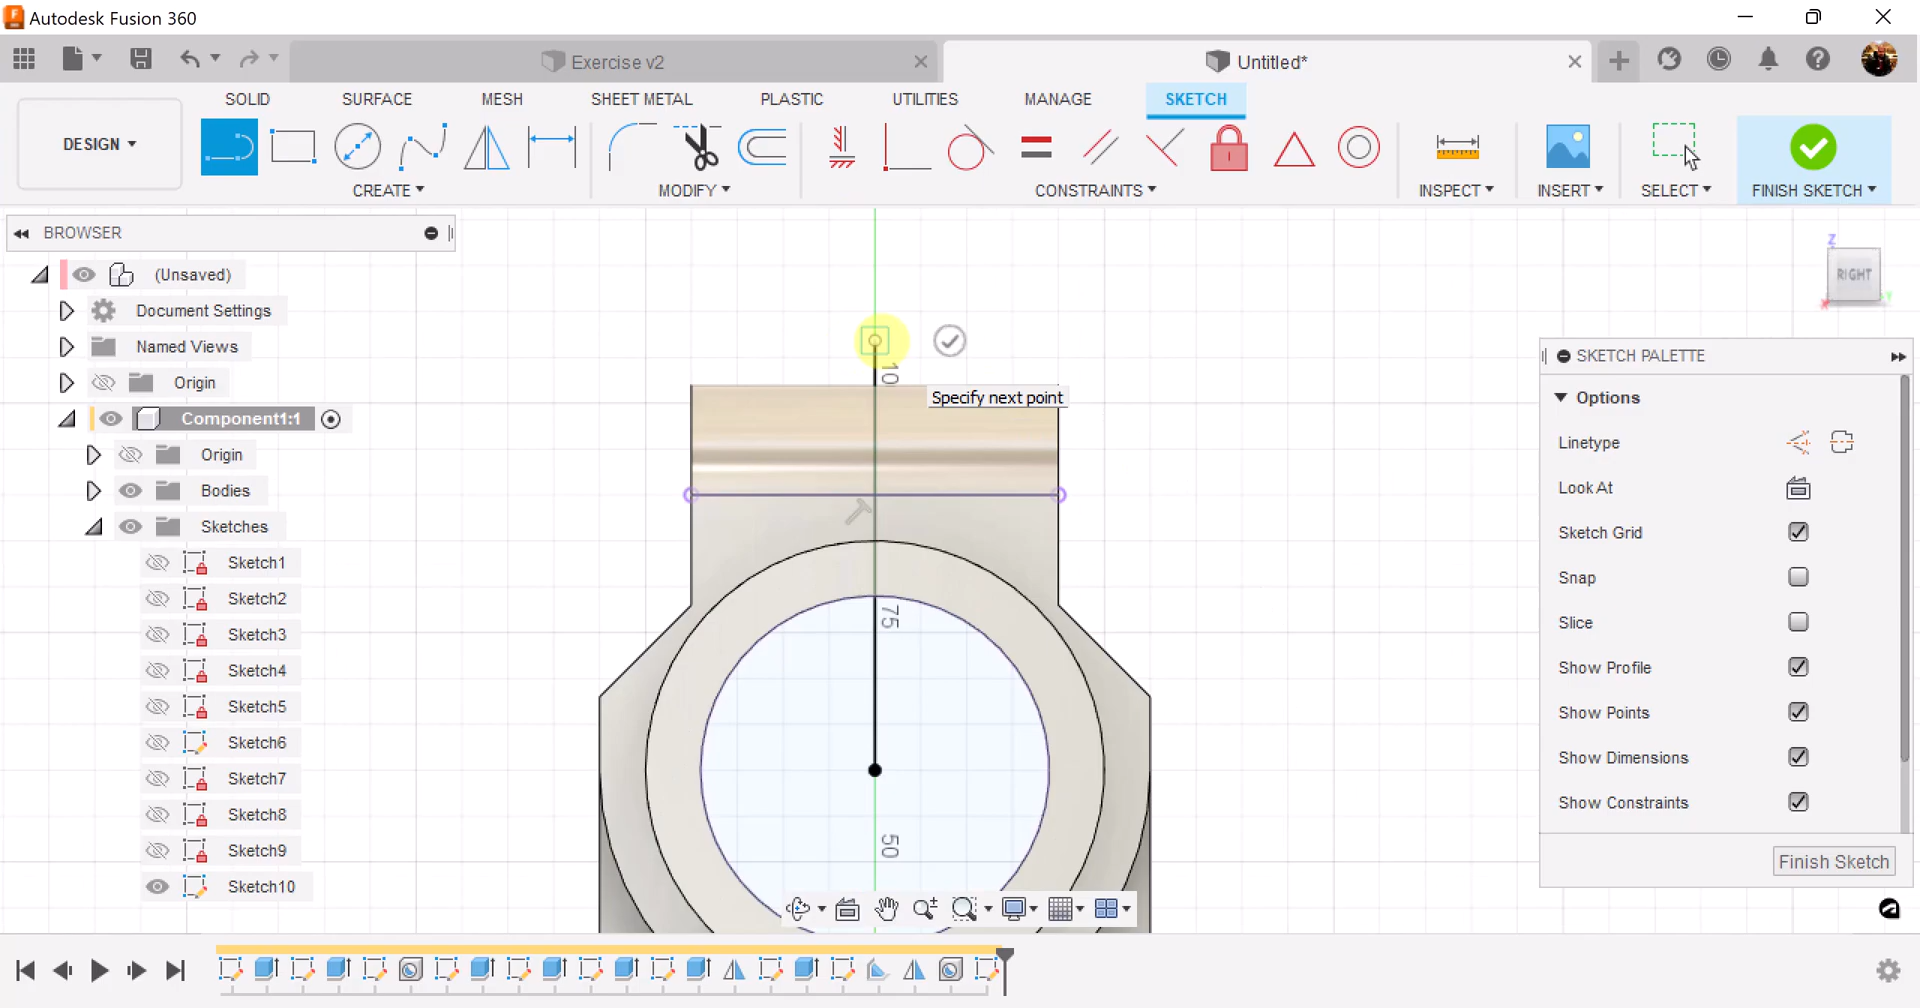 Autodesk Fusion 360
Exercise v2
Untitled*
SOLID
SURFACE
MESH
SHEET METAL
PLASTIC
UTILITIES
MANAGE
SKETCH
DESIGN
CREATE
MODIFY
CONSTRAINTS
INSPECT
INSERT
SELECT
FINISH SKETCH
BROWSER
(Unsaved)
Document Settings
Named Views
Origin
Component1:1
Origin
Bodies
Sketches
Sketch1
Sketch2
Sketch3
Sketch4
Sketch5
Sketch6
Sketch7
Sketch8
Sketch9
Sketch10
Specify next point
75
50
Z
RIGHT
SKETCH PALETTE
Options
Linetype
Look At
Sketch Grid
Snap
Slice
Show Profile
Show Points
Show Dimensions
Show Constraints
Finish Sketch